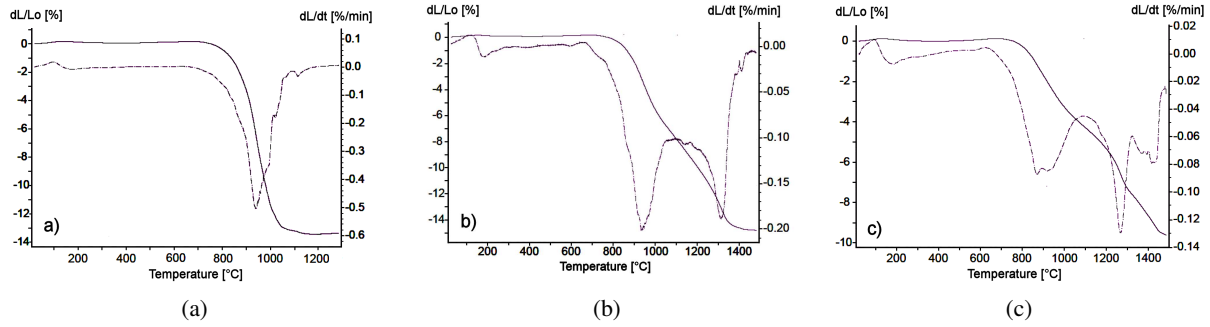 dL/Lo [%] dL/dt [%/min]
0 0.1
-2 0.0
-4 -0.1
-6 -0.2
-8 -0.3
-10 -0.4
-12 -0.5
-14 -0.6
a)
200 400 600 800 1000 1200
Temperature [°C]
(a)
dL/Lo [%] dL/dt [%/min]
0 0.00
-2 -0.05
-4 -0.10
-6 -0.15
-8 -0.20
-10
-12
-14
b)
200 400 600 800 1000 1200 1400
Temperature [°C]
(b)
dL/Lo [%] dL/dt [%/min]
0 0.02
-2 0.00
-4 -0.02
-6 -0.04
-8 -0.06
-10 -0.08
-0.10
-0.13
-0.14
c)
200 400 600 800 1000 1200 1400
Temperature [°C]
(c)